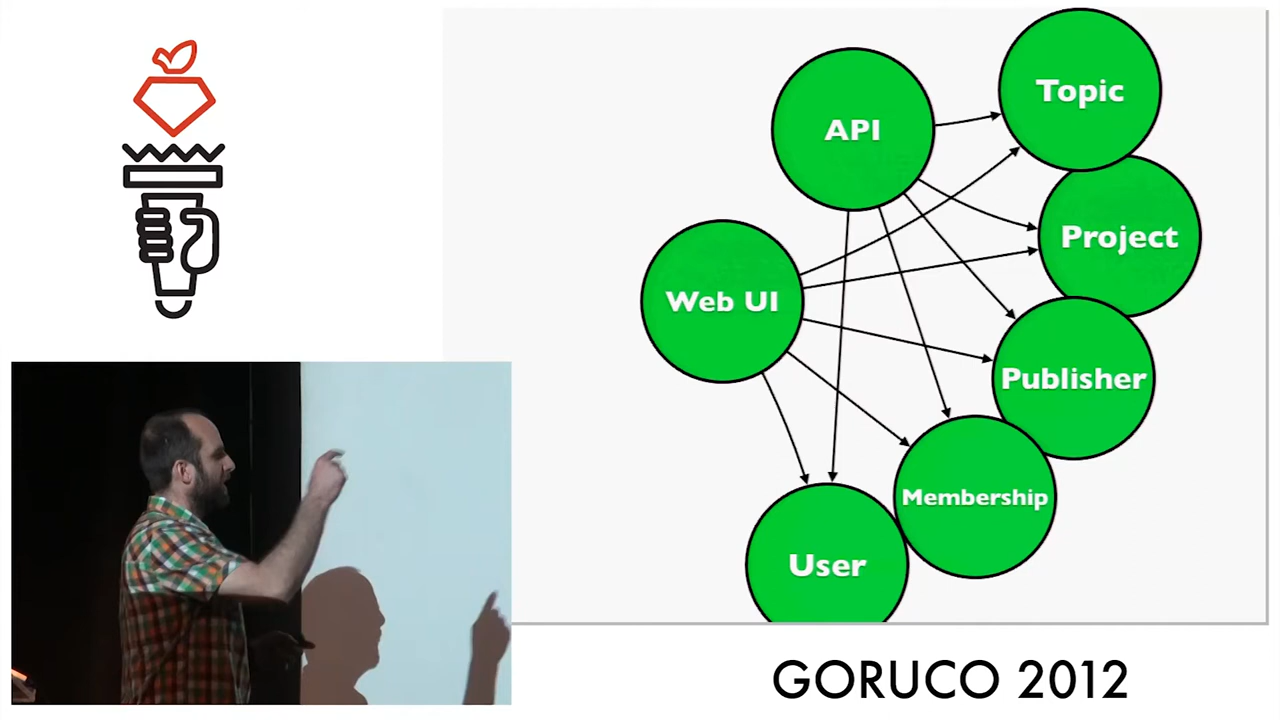 Topic
API
Project
Web UI
Publisher
Membership
User
GORUCO 2012